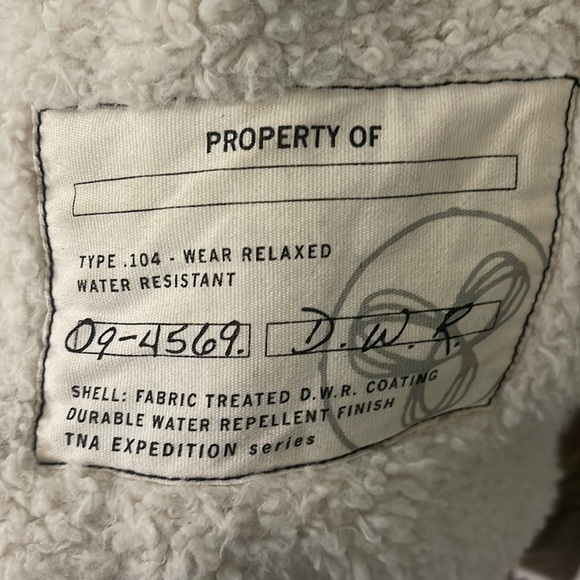 PROPERTY OF
TYPE .104 - WEAR RELAXED
WATER RESISTANT
09-4569. D. W. R.
SHELL: FABRIC TREATED D.W.R. COATING
DURABLE WATER REPELLENT FINISH
TNA EXPEDITION series